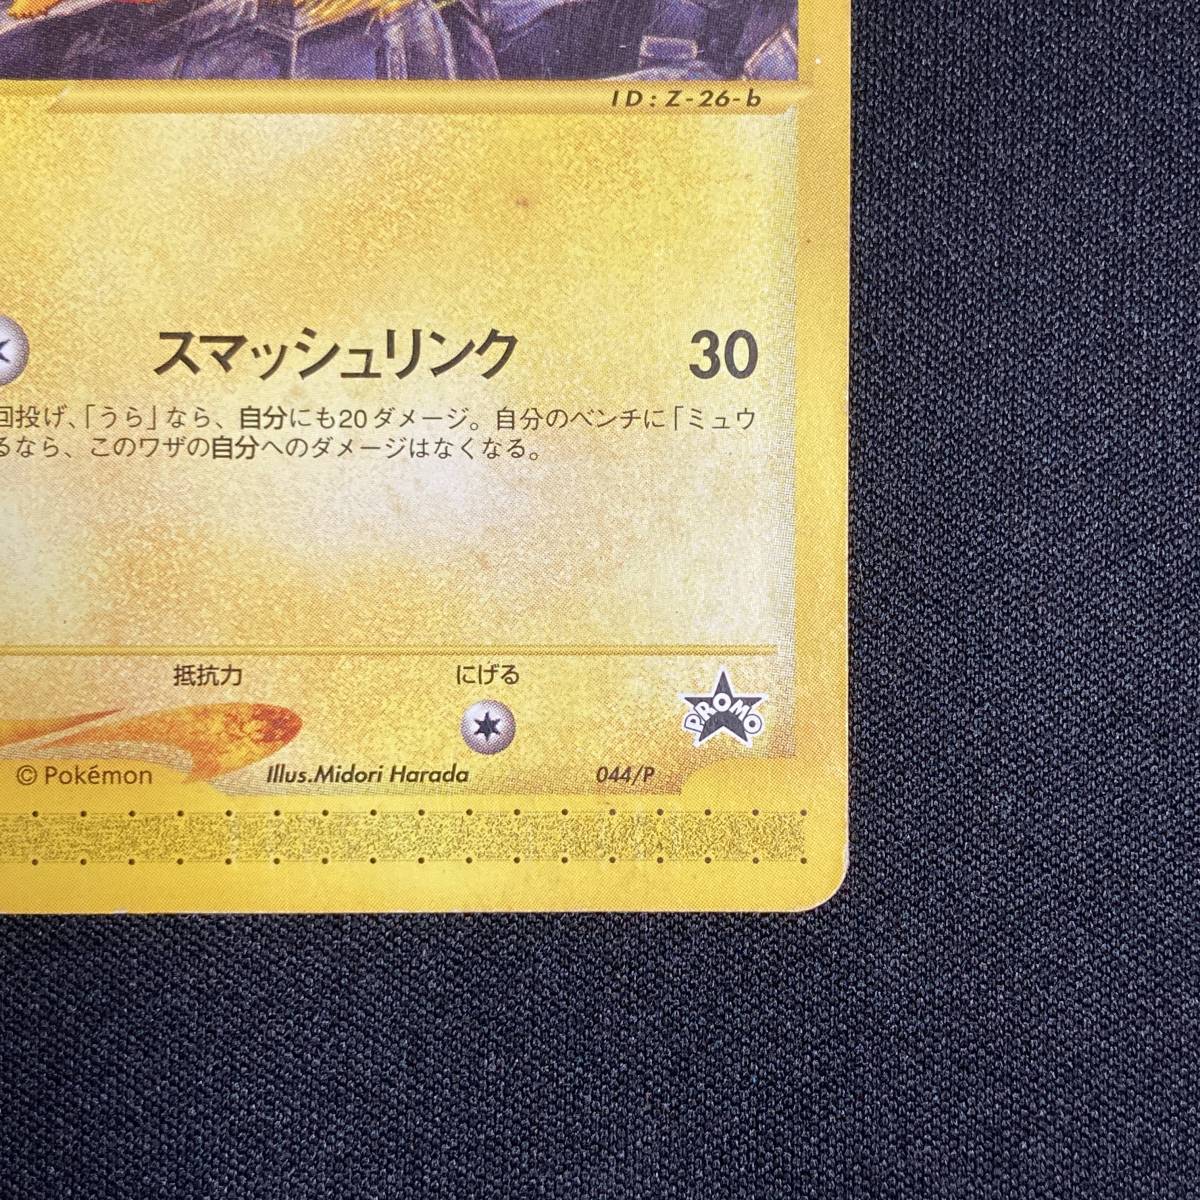 ID:Z-26-b
スマッシュリンク 30
回投げ、「うら」なら、自分にも20ダメージ。自分のベンチに「ミュウ
るなら、このワザの自分へのダメージはなくなる。
抵抗力 にげる
PROMO
© Pokémon Illus.Midori Harada 044/P